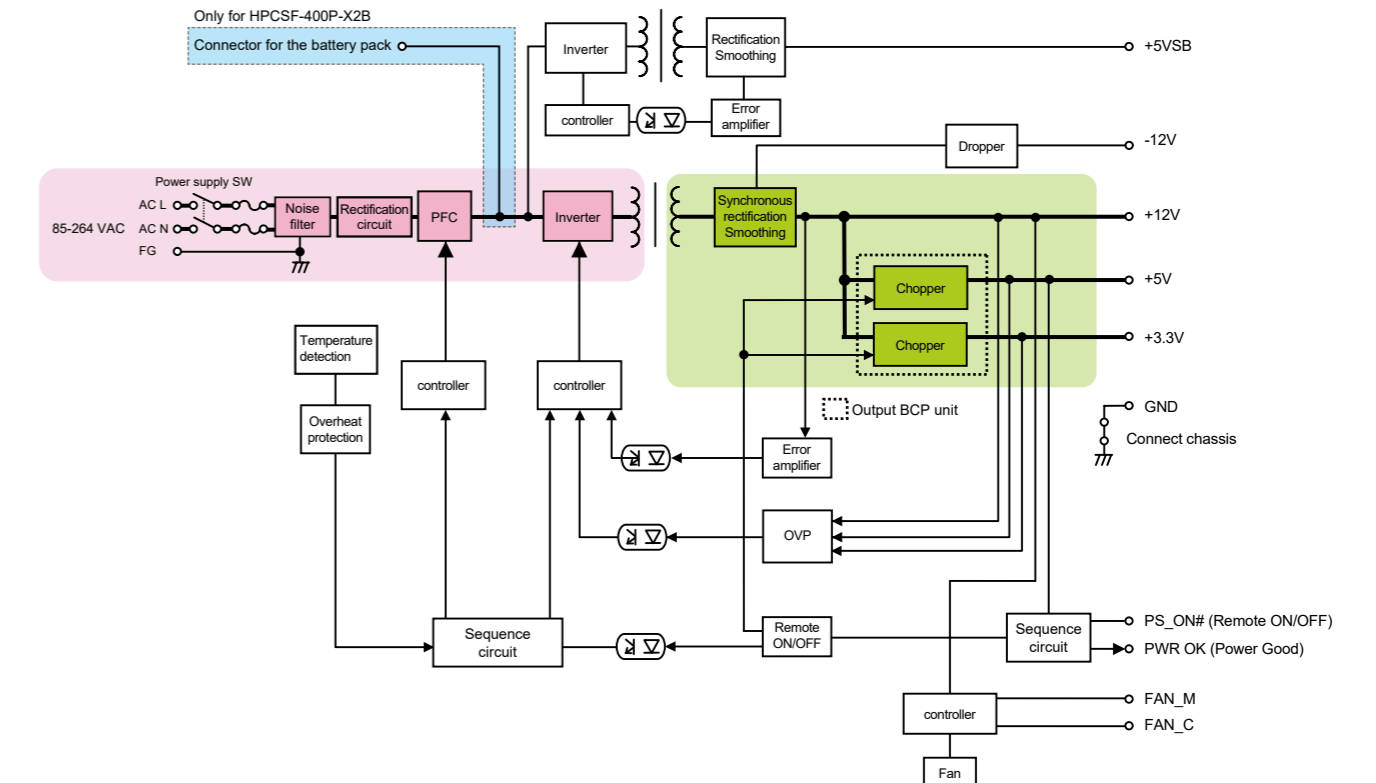 Only for HPCSF-400P-X2B
Connector for the battery pack
Inverter
Rectification
Smoothing
+5VSB
controller
Error
amplifier
Dropper
-12V
Power supply SW
85-264 VAC
AC L
AC N
FG
Noise
filter
Rectification
circuit
PFC
Inverter
Synchronous
rectification
Smoothing
+12V
Chopper
+5V
Chopper
+3.3V
Temperature
detection
Overheat
protection
controller
controller
Output BCP unit
GND
Connect chassis
Error
amplifier
OVP
Sequence
circuit
Remote
ON/OFF
Sequence
circuit
PS_ON# (Remote ON/OFF)
PWR OK (Power Good)
controller
FAN_M
FAN_C
Fan